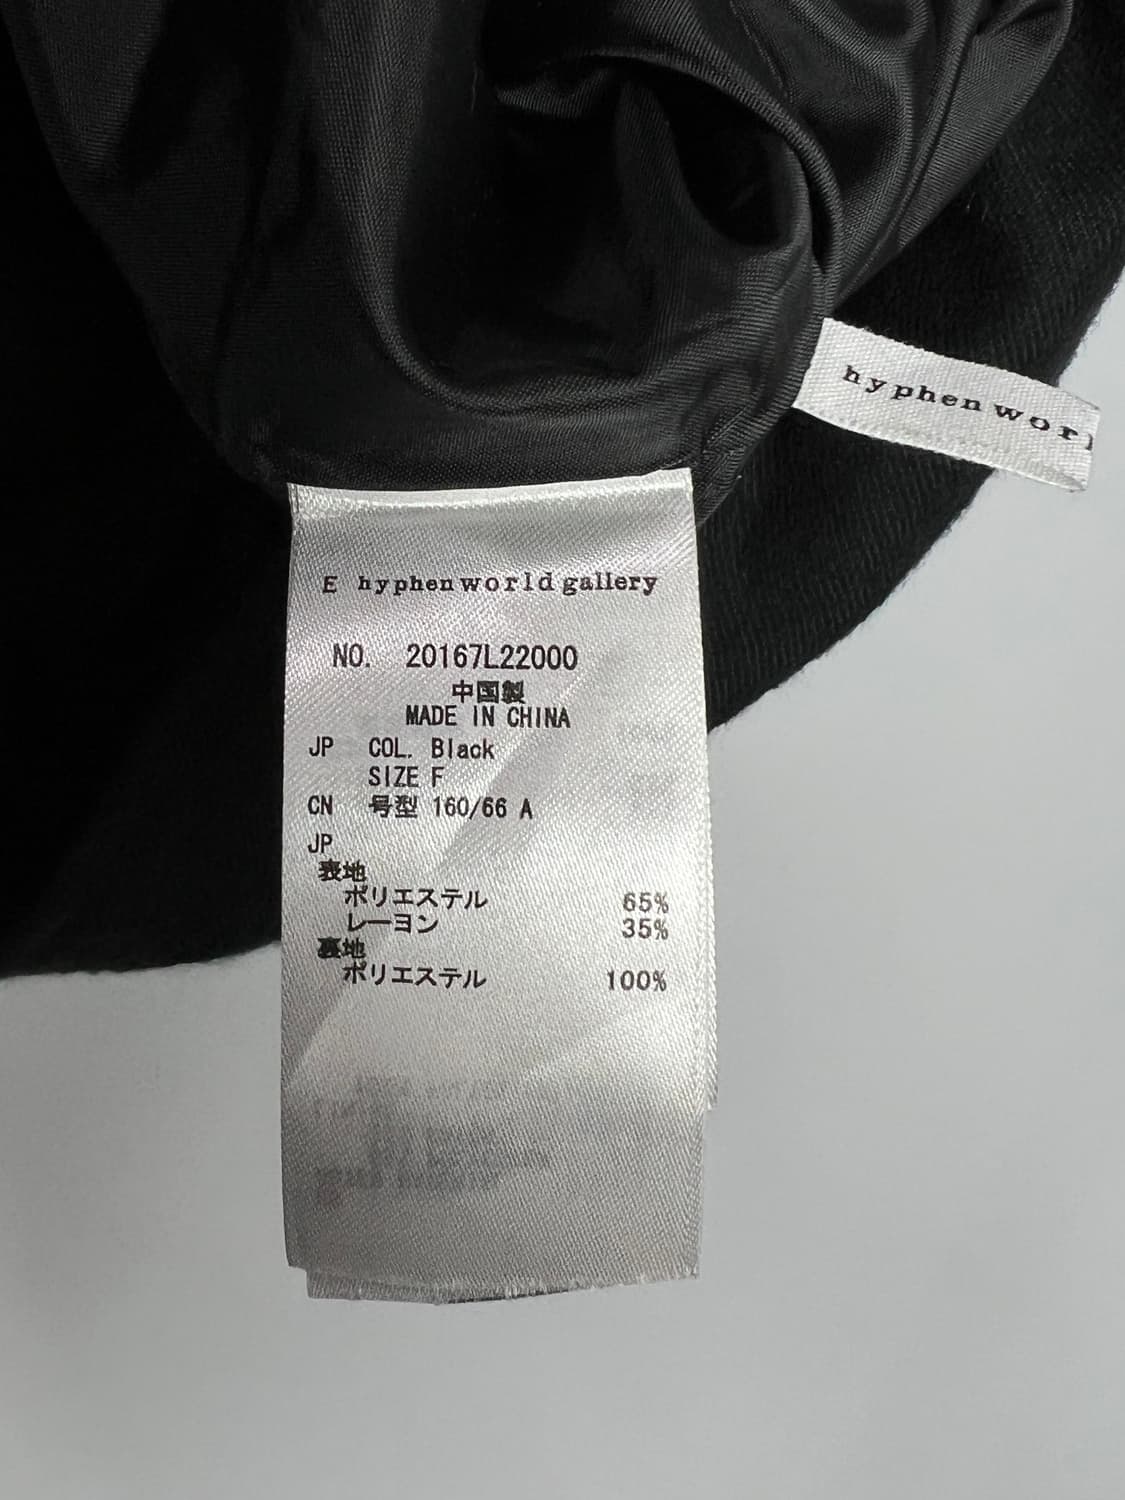 hyphen wor
E hyphen world gallery
NO. 20167L22000
中国製
MADE IN CHINA
JP COL. Black
SIZE F
CN 号型 160/66 A
JP
表地
ポリエステル 65%
レーヨン 35%
裏地
ポリエステル 100%